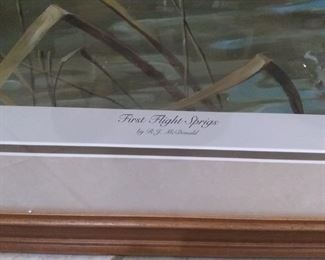 First Flight Sprigs
by R.J. McDonald